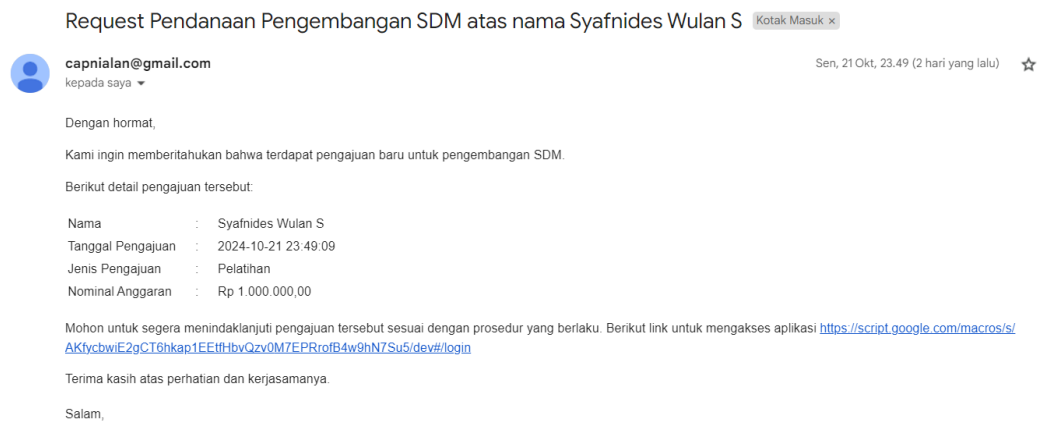 Request Pendanaan Pengembangan SDM atas nama Syafnides Wulan S Kotak Masuk ×
capnialan@gmail.com Sen, 21 Okt, 23.49 (2 hari yang lalu)
kepada saya
Dengan hormat,
Kami ingin memberitahukan bahwa terdapat pengajuan baru untuk pengembangan SDM.
Berikut detail pengajuan tersebut:
Nama : Syafnides Wulan S
Tanggal Pengajuan : 2024-10-21 23:49:09
Jenis Pengajuan : Pelatihan
Nominal Anggaran : Rp 1.000.000,00
Mohon untuk segera menindaklanjuti pengajuan tersebut sesuai dengan prosedur yang berlaku. Berikut link untuk mengakses aplikasi https://script.google.com/macros/s/
AKfycbwiE2gCT6hkap1EEtfHbvQzv0M7EPRrofB4w9hN7Su5/dev#/login
Terima kasih atas perhatian dan kerjasamanya.
Salam,